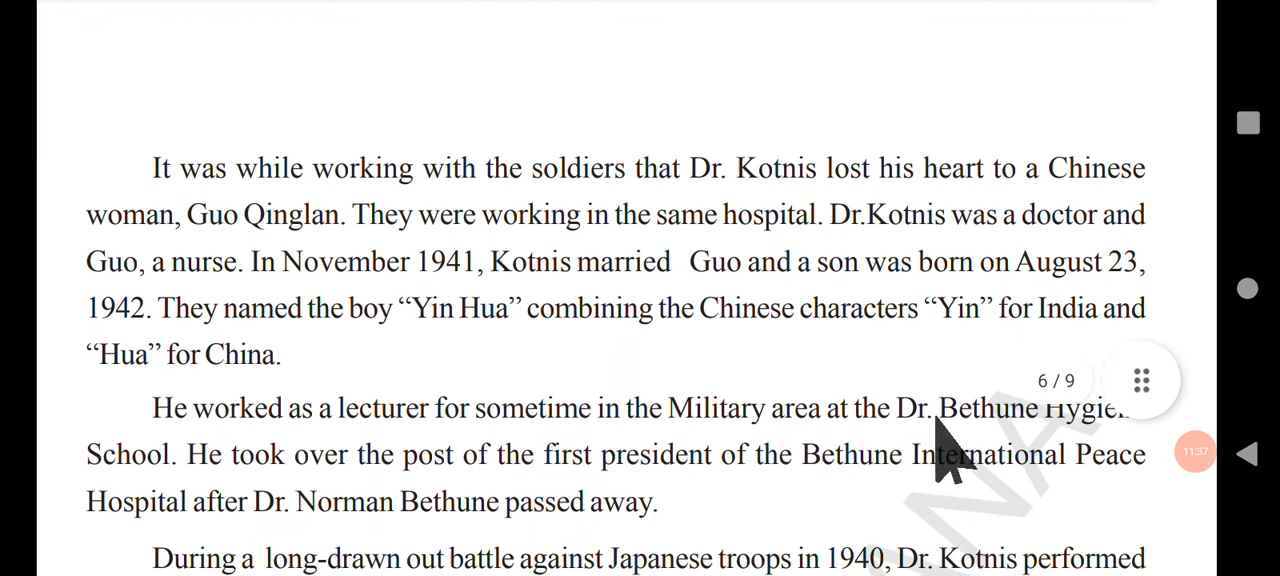 It was while working with the soldiers that Dr. Kotnis lost his heart to a Chinese
woman, Guo Qinglan. They were working in the same hospital. Dr.Kotnis was a doctor and
Guo, a nurse. In November 1941, Kotnis married Guo and a son was born on August 23,
1942. They named the boy “Yin Hua” combining the Chinese characters “Yin” for India and
“Hua” for China.
6 / 9
He worked as a lecturer for sometime in the Military area at the Dr. Bethune
School. He took over the post of the first president of the Bethune International Peace
11:37
Hospital after Dr. Norman Bethune passed away.
During a long-drawn out battle against Japanese troops in 1940, Dr. Kotnis performed